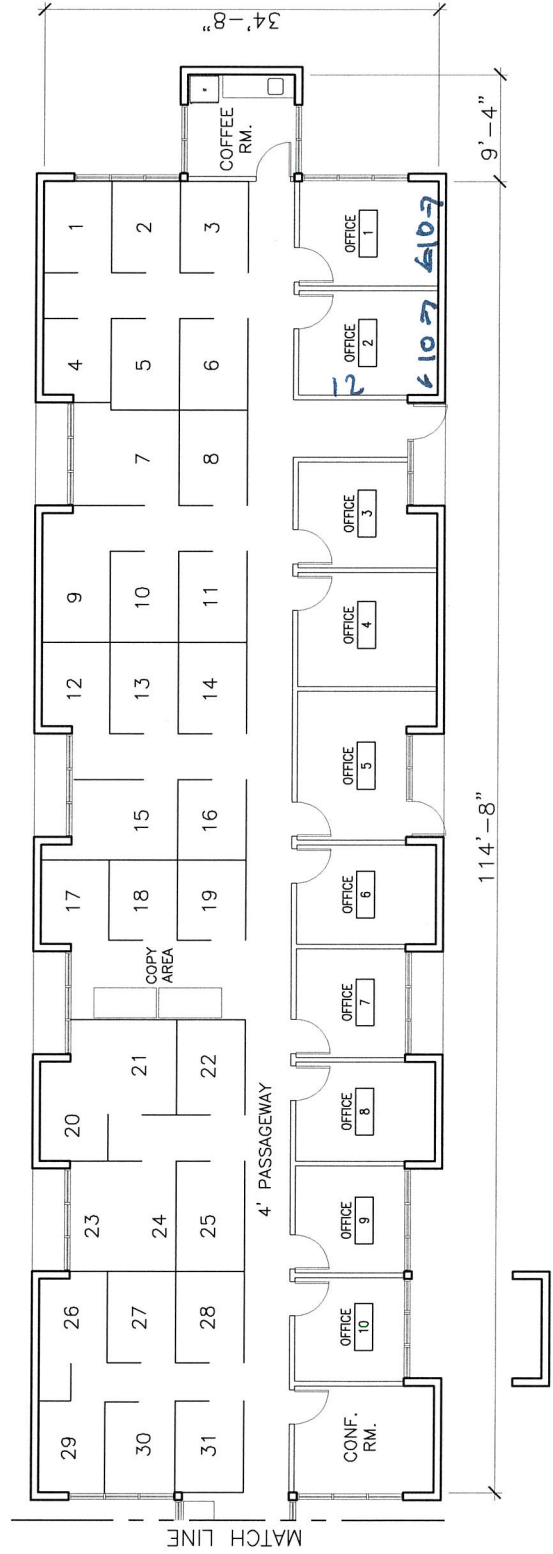 34'-8"
9'-4"
114'-8"
MATCH LINE
COFFEE
RM.
1
2
3
4
5
6
7
8
9
10
11
12
13
14
15
16
17
18
19
COPY
AREA
20
21
22
23
24
25
26
27
28
29
30
31
4' PASSAGEWAY
OFFICE
1
←10→
OFFICE
2
12
←10→
OFFICE
3
OFFICE
4
OFFICE
5
OFFICE
6
OFFICE
7
OFFICE
8
OFFICE
9
OFFICE
10
CONF.
RM.